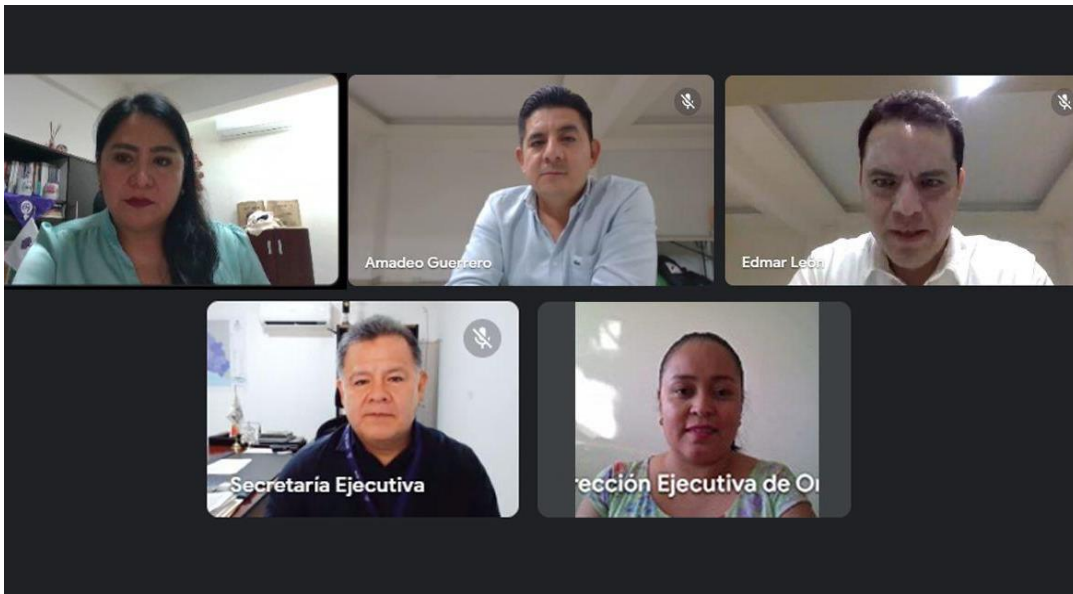 Amadeo Guerrero
Edmar León
Secretaría Ejecutiva
rección Ejecutiva de Or